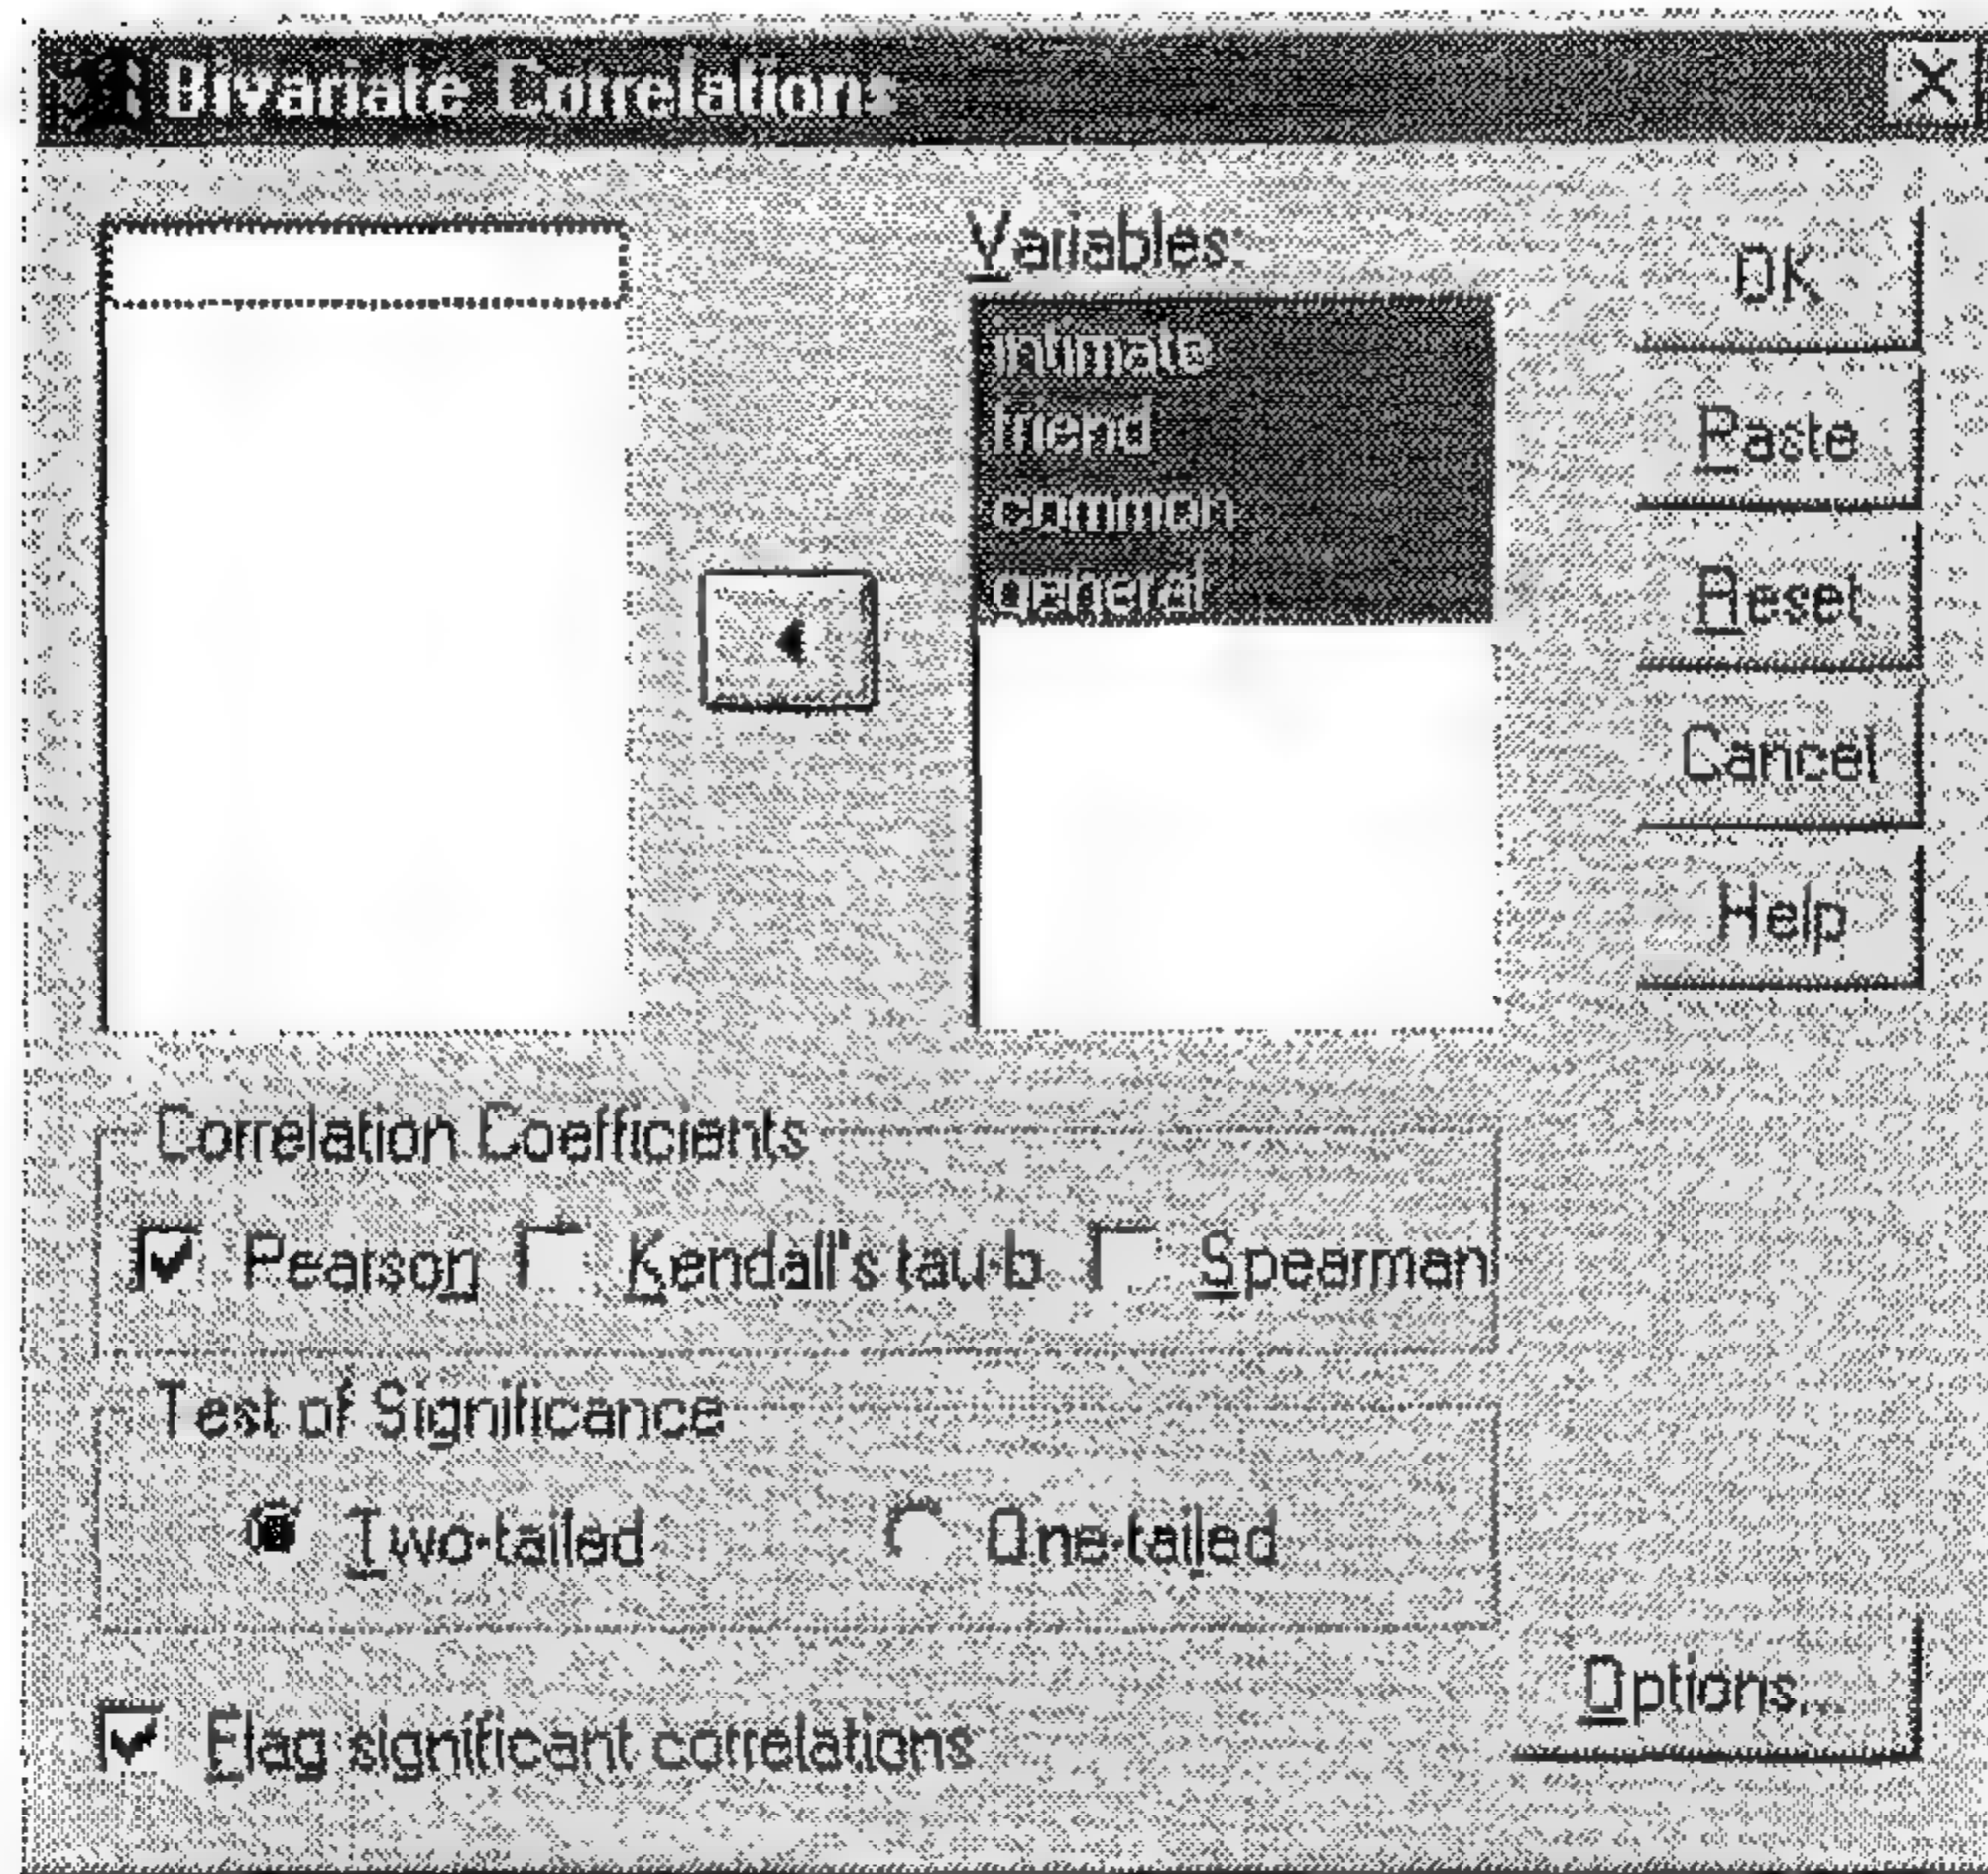 Bivariate Correlations
Variables:
intimate
friend
common
general
OK
Paste
Reset
Cancel
Help
Correlation Coefficients
Pearson Kendall's tau-b Spearman
Test of Significance
Two-tailed One-tailed
Flag significant correlations
Options...